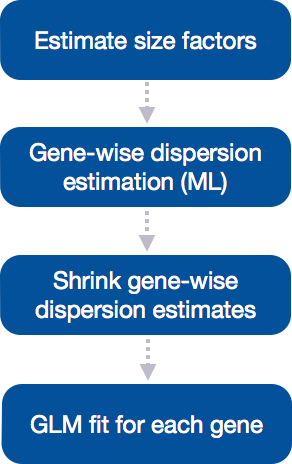 Estimate size factors
Gene-wise dispersion
estimation (ML)
Shrink gene-wise
dispersion estimates
GLM fit for each gene